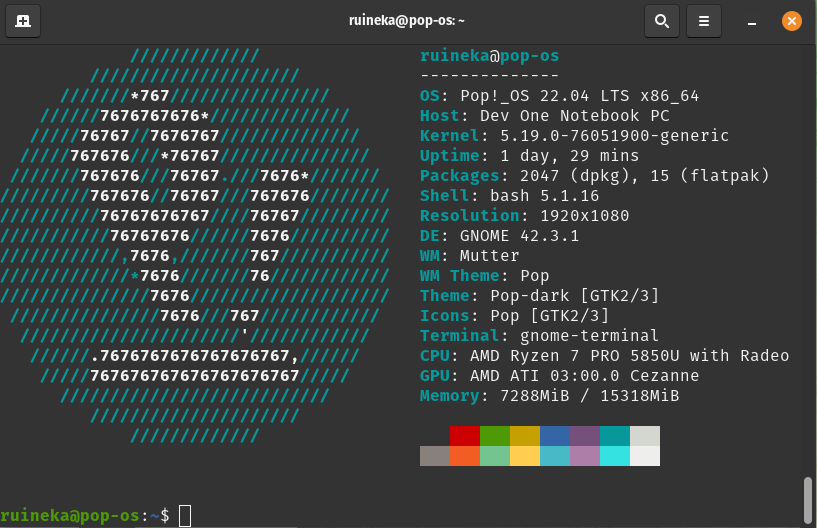 ruineka@pop-os: ~
             /////////////                ruineka@pop-os
         /////////////////////            --------------
      ///////*767////////////////         OS: Pop!_OS 22.04 LTS x86_64
    //////7676767676*//////////////       Host: Dev One Notebook PC
   /////76767//7676767//////////////      Kernel: 5.19.0-76051900-generic
  /////767676///*76767///////////////     Uptime: 1 day, 29 mins
 ///////767676///76767.///7676*///////    Packages: 2047 (dpkg), 15 (flatpak)
/////////767676//76767///767676////////   Shell: bash 5.1.16
//////////76767676767////76767/////////   Resolution: 1920x1080
///////////76767676//////7676//////////   DE: GNOME 42.3.1
////////////,7676,///////767///////////   WM: Mutter
/////////////*7676///////76////////////   WM Theme: Pop
///////////////7676////////////////////   Theme: Pop-dark [GTK2/3]
 ///////////////7676///767////////////    Icons: Pop [GTK2/3]
  //////////////////////'////////////     Terminal: gnome-terminal
   //////.7676767676767676767,//////      CPU: AMD Ryzen 7 PRO 5850U with Radeo
    /////767676767676767676767/////       GPU: AMD ATI 03:00.0 Cezanne
      ///////////////////////////         Memory: 7288MiB / 15318MiB
         /////////////////////
             /////////////
ruineka@pop-os:~$